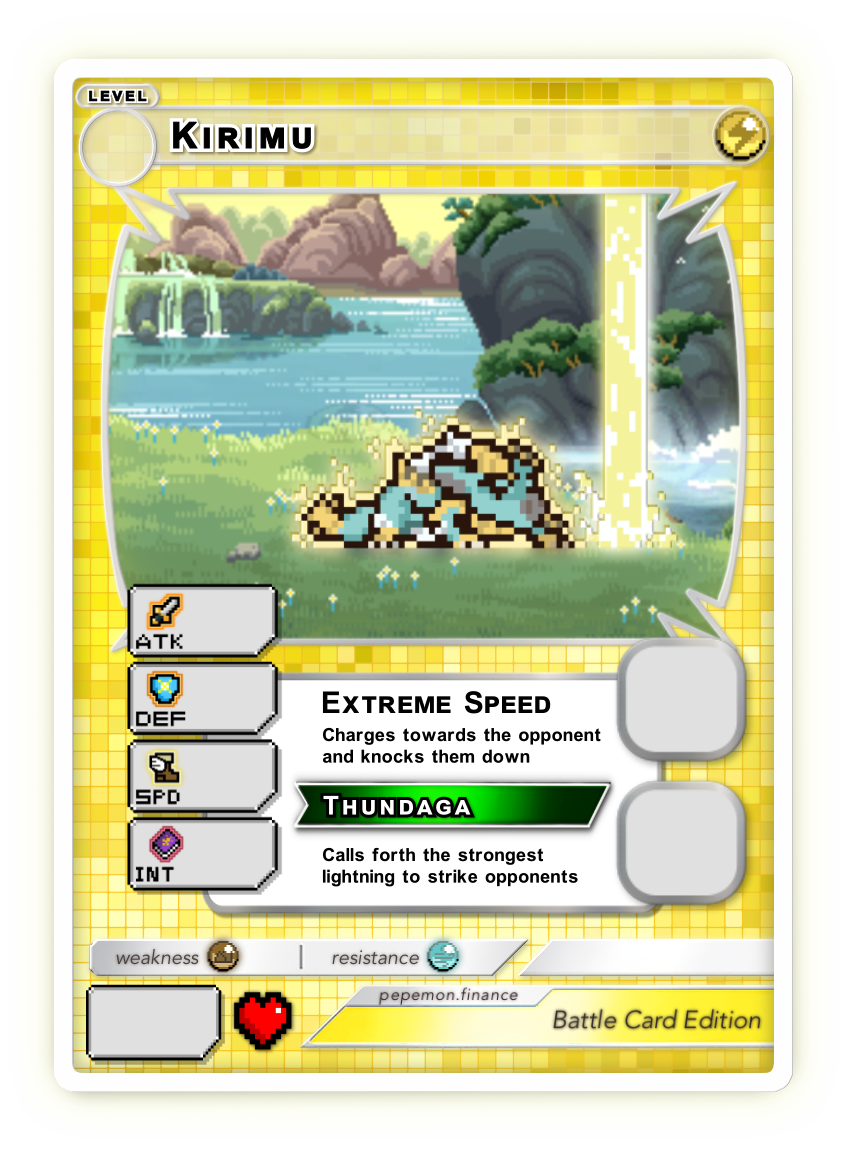 LEVEL
KIRIMU
ATK
DEF
SPD
INT
EXTREME SPEED
Charges towards the opponent
and knocks them down
THUNDAGA
Calls forth the strongest
lightning to strike opponents
weakness | resistance
pepemon.finance
Battle Card Edition